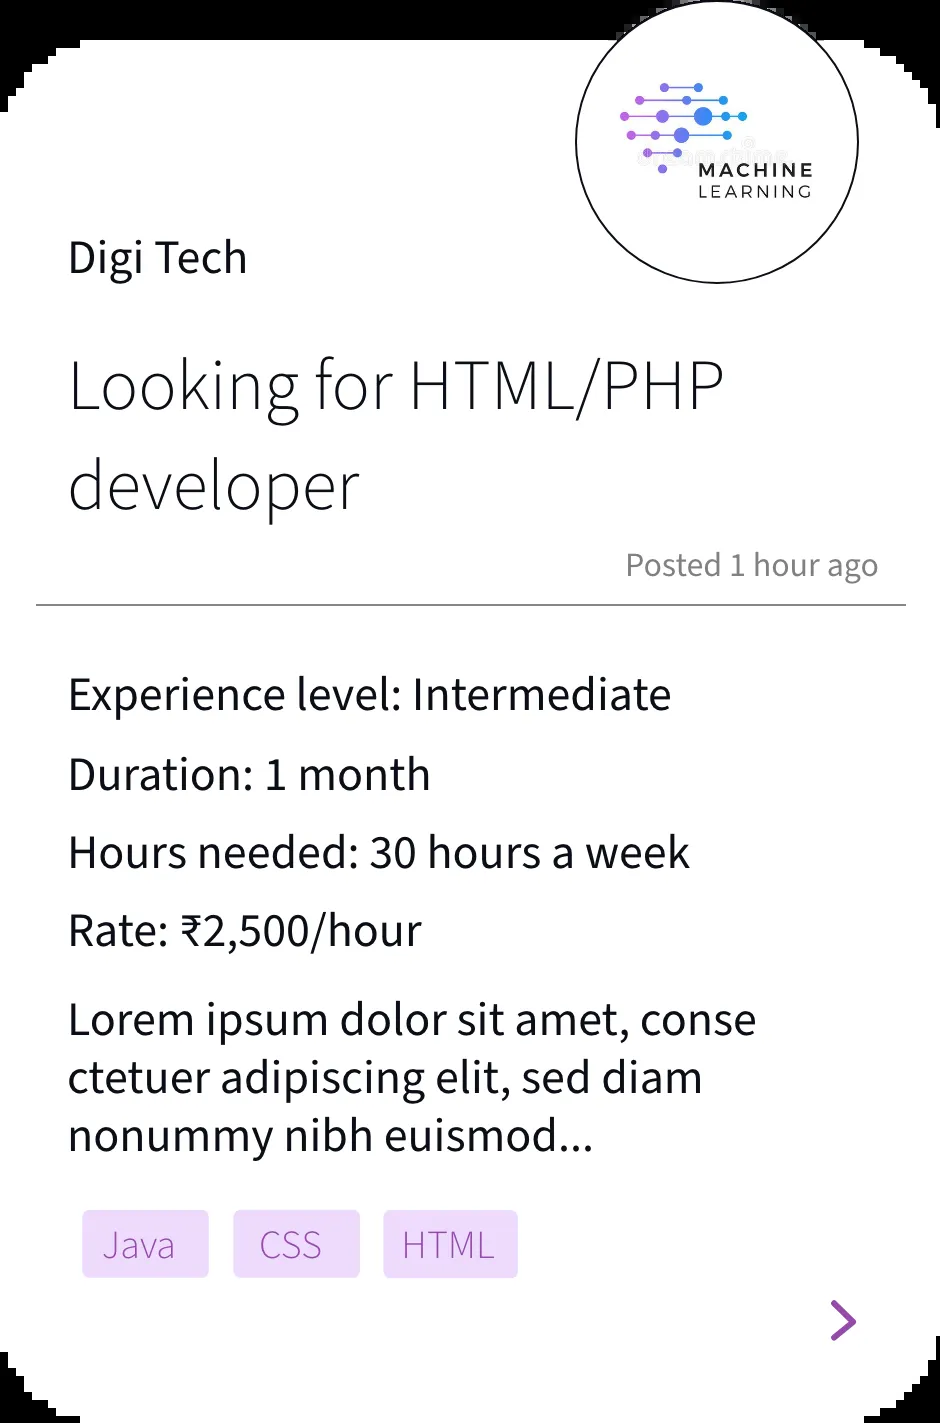 MACHINE
LEARNING
Digi Tech
Looking for HTML/PHP
developer
Posted 1 hour ago
Experience level: Intermediate
Duration: 1 month
Hours needed: 30 hours a week
Rate: ₹2,500/hour
Lorem ipsum dolor sit amet, conse
ctetuer adipiscing elit, sed diam
nonummy nibh euismod...
Java CSS HTML